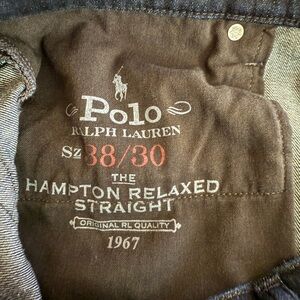 Polo
RALPH LAUREN
Sz 38/30
THE
HAMPTON RELAXED
STRAIGHT
ORIGINAL RL QUALITY
1967